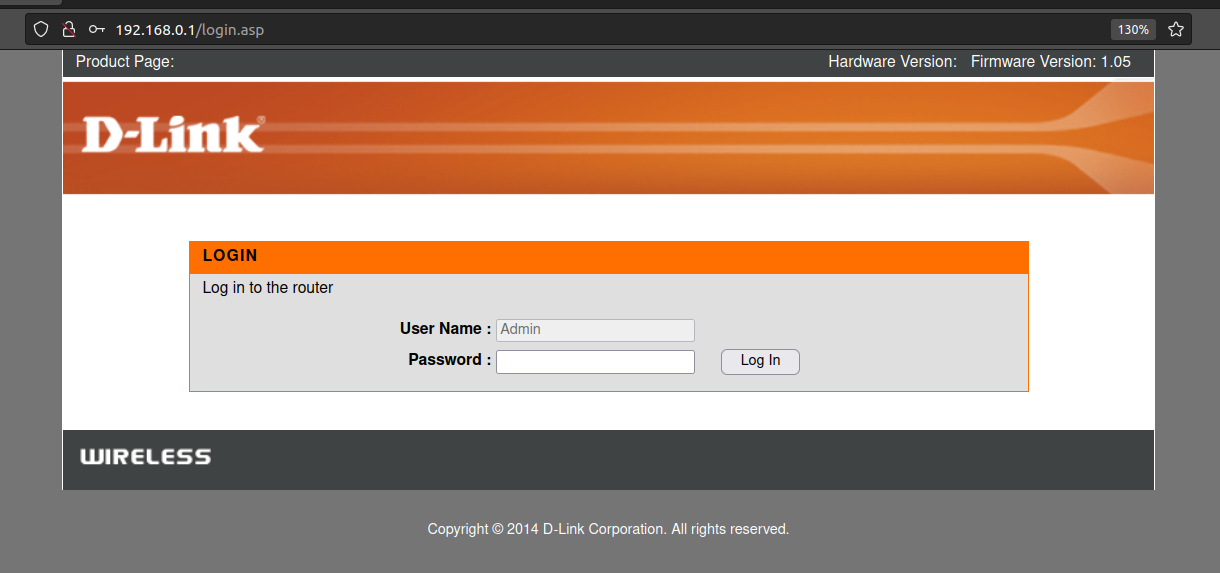 192.168.0.1/login.asp 130%
Product Page: Hardware Version: Firmware Version: 1.05
D-Link®
LOGIN
Log in to the router
User Name : Admin
Password : Log In
WIRELESS
Copyright © 2014 D-Link Corporation. All rights reserved.